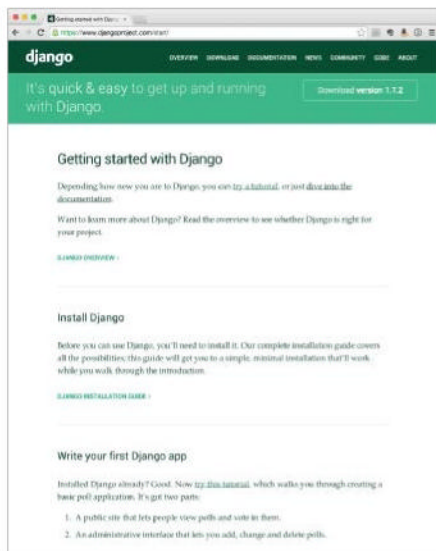 Getting started with Djan
https://www.djangoproject.com/start/
django
OVERVIEW DOWNLOAD DOCUMENTATION NEWS COMMUNITY CODE ABOUT
It's quick & easy to get up and running
with Django.
Download version 1.7.2
Getting started with Django
Depending how new you are to Django, you can try a tutorial, or just dive into the
documentation.
Want to learn more about Django? Read the overview to see whether Django is right for
your project.
DJANGO OVERVIEW ›
Install Django
Before you can use Django, you'll need to install it. Our complete installation guide covers
all the possibilities; this guide will get you to a simple, minimal installation that'll work
while you walk through the introduction.
DJANGO INSTALLATION GUIDE ›
Write your first Django app
Installed Django already? Good. Now try this tutorial, which walks you through creating a
basic poll application. It's got two parts:
1. A public site that lets people view polls and vote in them.
2. An administrative interface that lets you add, change and delete polls.